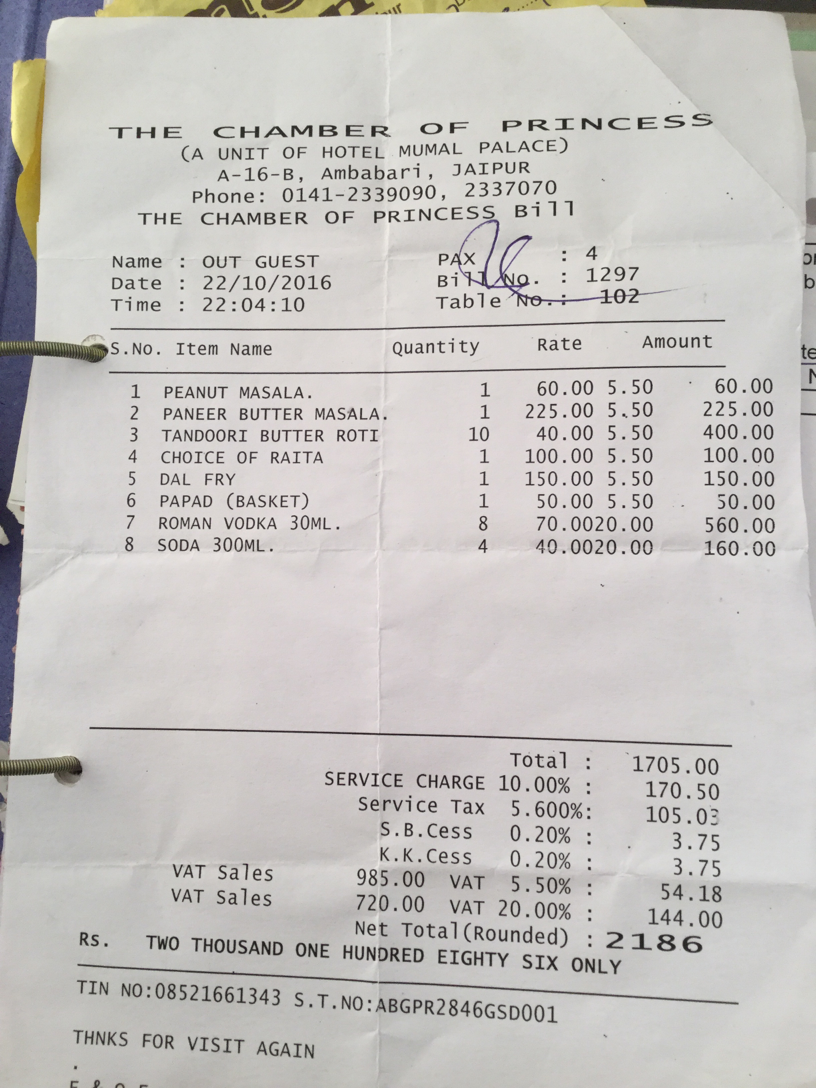 THE CHAMBER OF PRINCESS
(A UNIT OF HOTEL MUMAL PALACE)
A-16-B, Ambabari, JAIPUR
Phone: 0141-2339090, 2337070
THE CHAMBER OF PRINCESS Bill
Name : OUT GUEST PAX : 4
Date : 22/10/2016 Bill No. : 1297
Time : 22:04:10 Table No.: 102
S.No. Item Name Quantity Rate Amount
1 PEANUT MASALA. 1 60.00 5.50 60.00
2 PANEER BUTTER MASALA. 1 225.00 5.50 225.00
3 TANDOORI BUTTER ROTI 10 40.00 5.50 400.00
4 CHOICE OF RAITA 1 100.00 5.50 100.00
5 DAL FRY 1 150.00 5.50 150.00
6 PAPAD (BASKET) 1 50.00 5.50 50.00
7 ROMAN VODKA 30ML. 8 70.0020.00 560.00
8 SODA 300ML. 4 40.0020.00 160.00
Total : 1705.00
SERVICE CHARGE 10.00% : 170.50
Service Tax 5.600%: 105.03
S.B.Cess 0.20% : 3.75
K.K.Cess 0.20% : 3.75
VAT Sales 985.00 VAT 5.50% : 54.18
VAT Sales 720.00 VAT 20.00% : 144.00
Net Total(Rounded) : 2186
Rs. TWO THOUSAND ONE HUNDRED EIGHTY SIX ONLY
TIN NO:08521661343 S.T.NO:ABGPR2846GSD001
THNKS FOR VISIT AGAIN
.